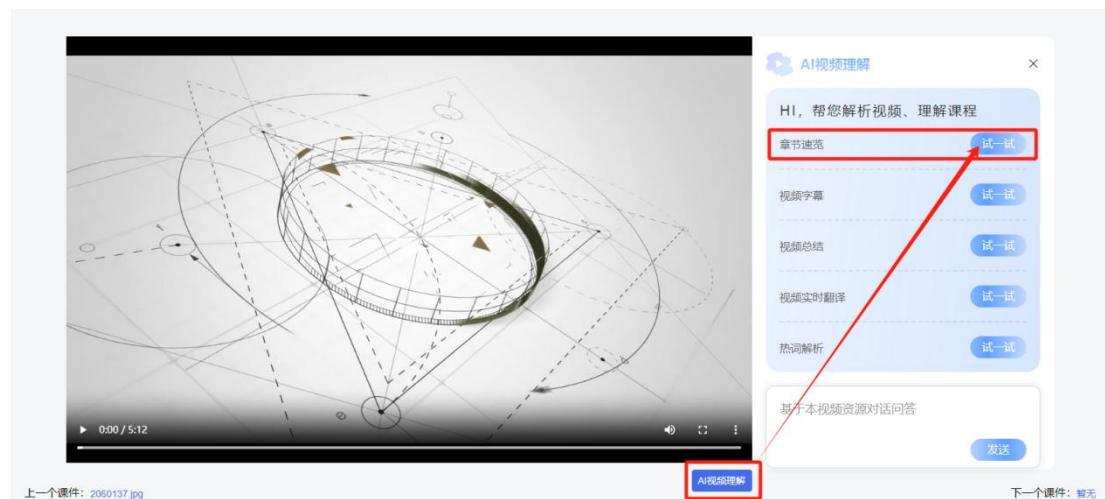 AI视频理解
×
HI，帮您解析视频、理解课程
章节速览
试一试
视频字幕
试一试
视频总结
试一试
视频实时翻译
试一试
热词解析
试一试
基于本视频资源对话问答
发送
0:00 / 5:12
AI视频理解
上一个课件：2060137.jpg
下一个课件：暂无